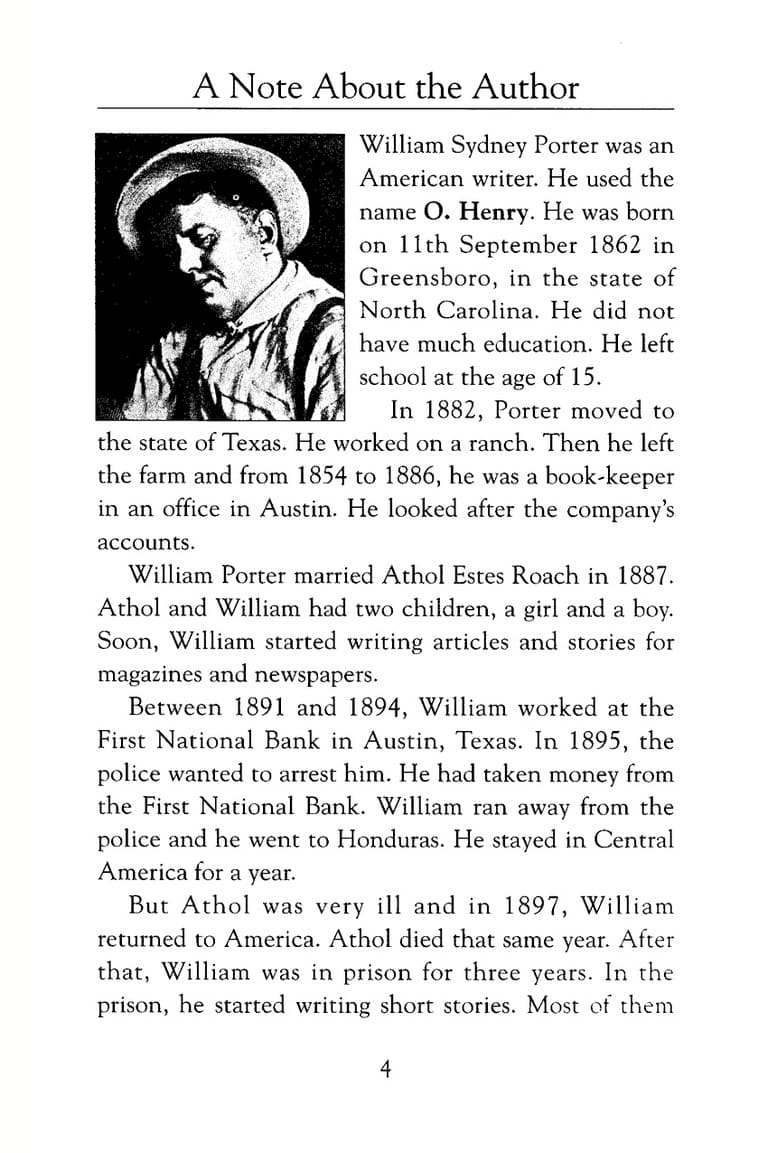 A Note About the Author
William Sydney Porter was an
American writer. He used the
name O. Henry. He was born
on 11th September 1862 in
Greensboro, in the state of
North Carolina. He did not
have much education. He left
school at the age of 15.
In 1882, Porter moved to
the state of Texas. He worked on a ranch. Then he left
the farm and from 1854 to 1886, he was a book-keeper
in an office in Austin. He looked after the company's
accounts.
William Porter married Athol Estes Roach in 1887.
Athol and William had two children, a girl and a boy.
Soon, William started writing articles and stories for
magazines and newspapers.
Between 1891 and 1894, William worked at the
First National Bank in Austin, Texas. In 1895, the
police wanted to arrest him. He had taken money from
the First National Bank. William ran away from the
police and he went to Honduras. He stayed in Central
America for a year.
But Athol was very ill and in 1897, William
returned to America. Athol died that same year. After
that, William was in prison for three years. In the
prison, he started writing short stories. Most of them
4